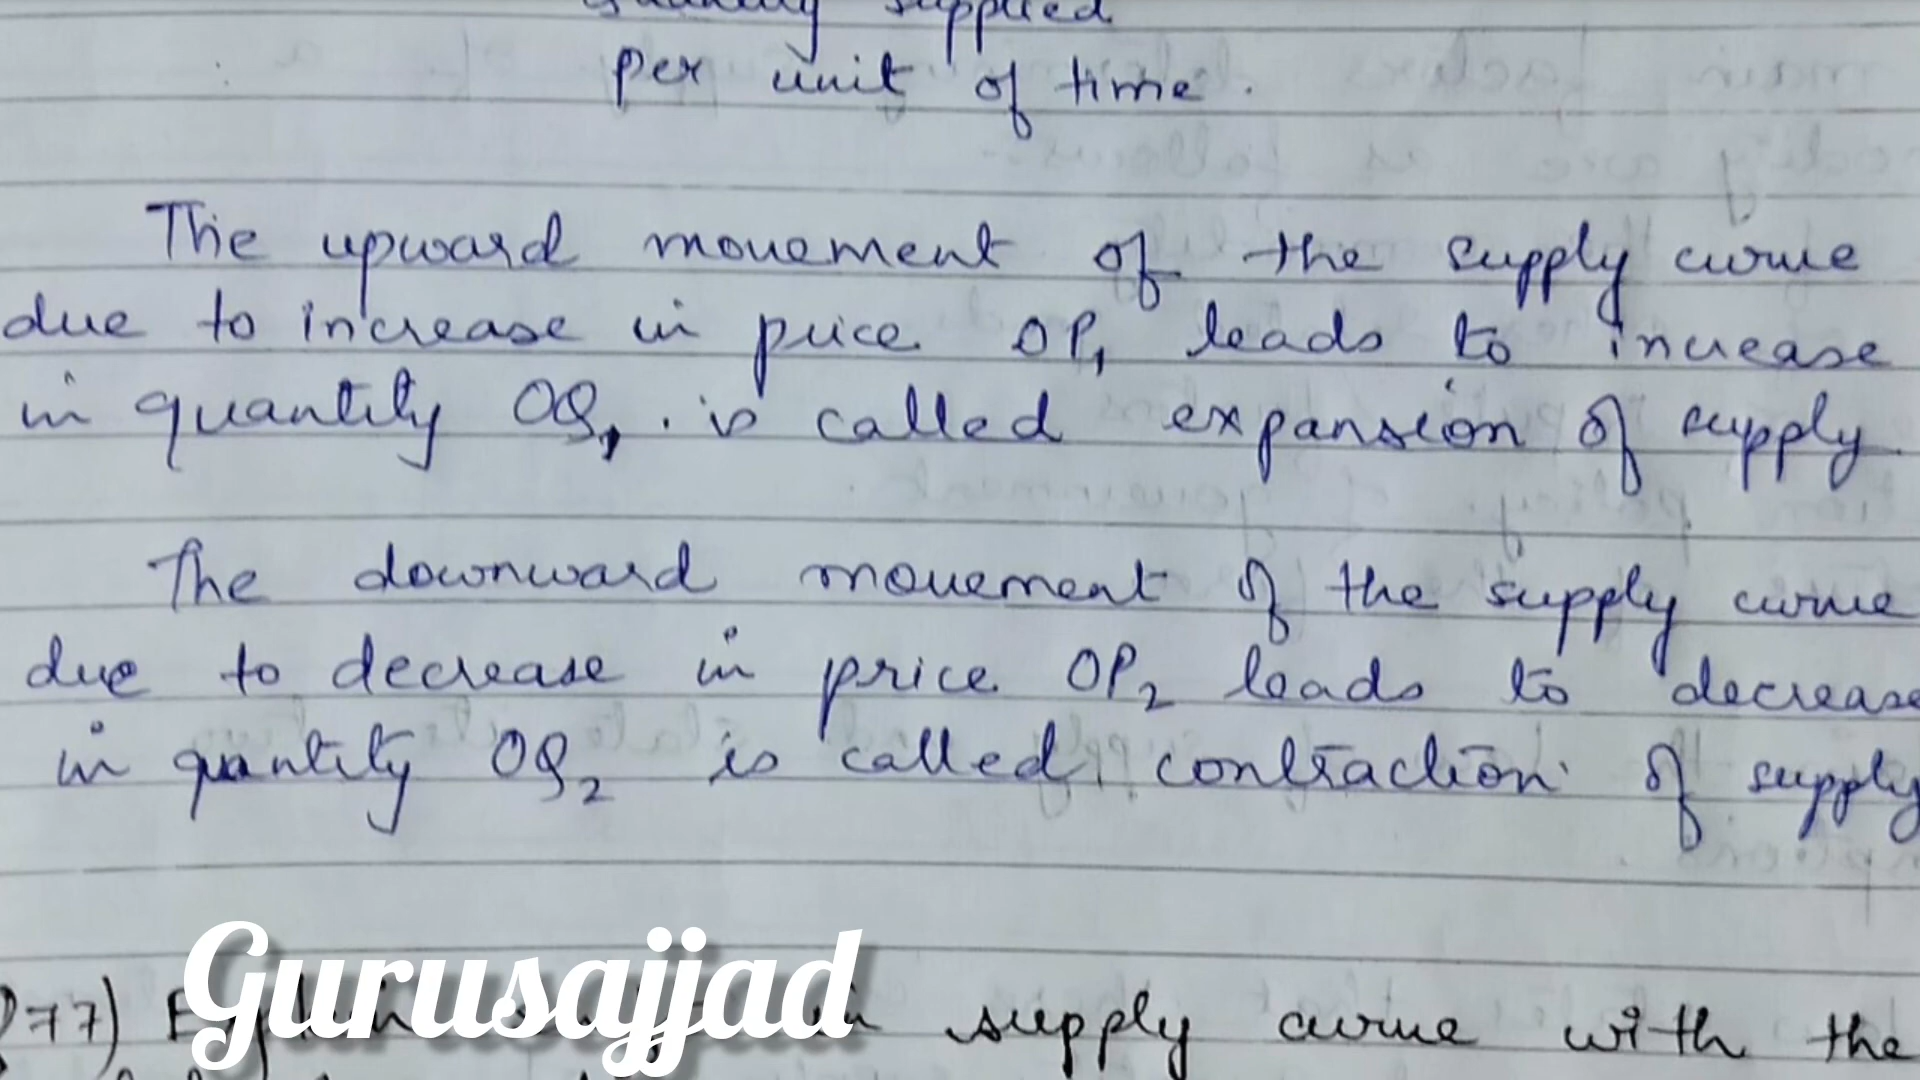 supplied
per unit of time.
The upward movement of the supply curve
due to increase in price OP1 leads to increase
in quantity OQ1. is called expansion of supply
The downward movement of the supply curve
due to decrease in price OP2 leads to decrease
in quantity OQ2 is called contraction of supply
Gurusajjad
77) supply curve with the